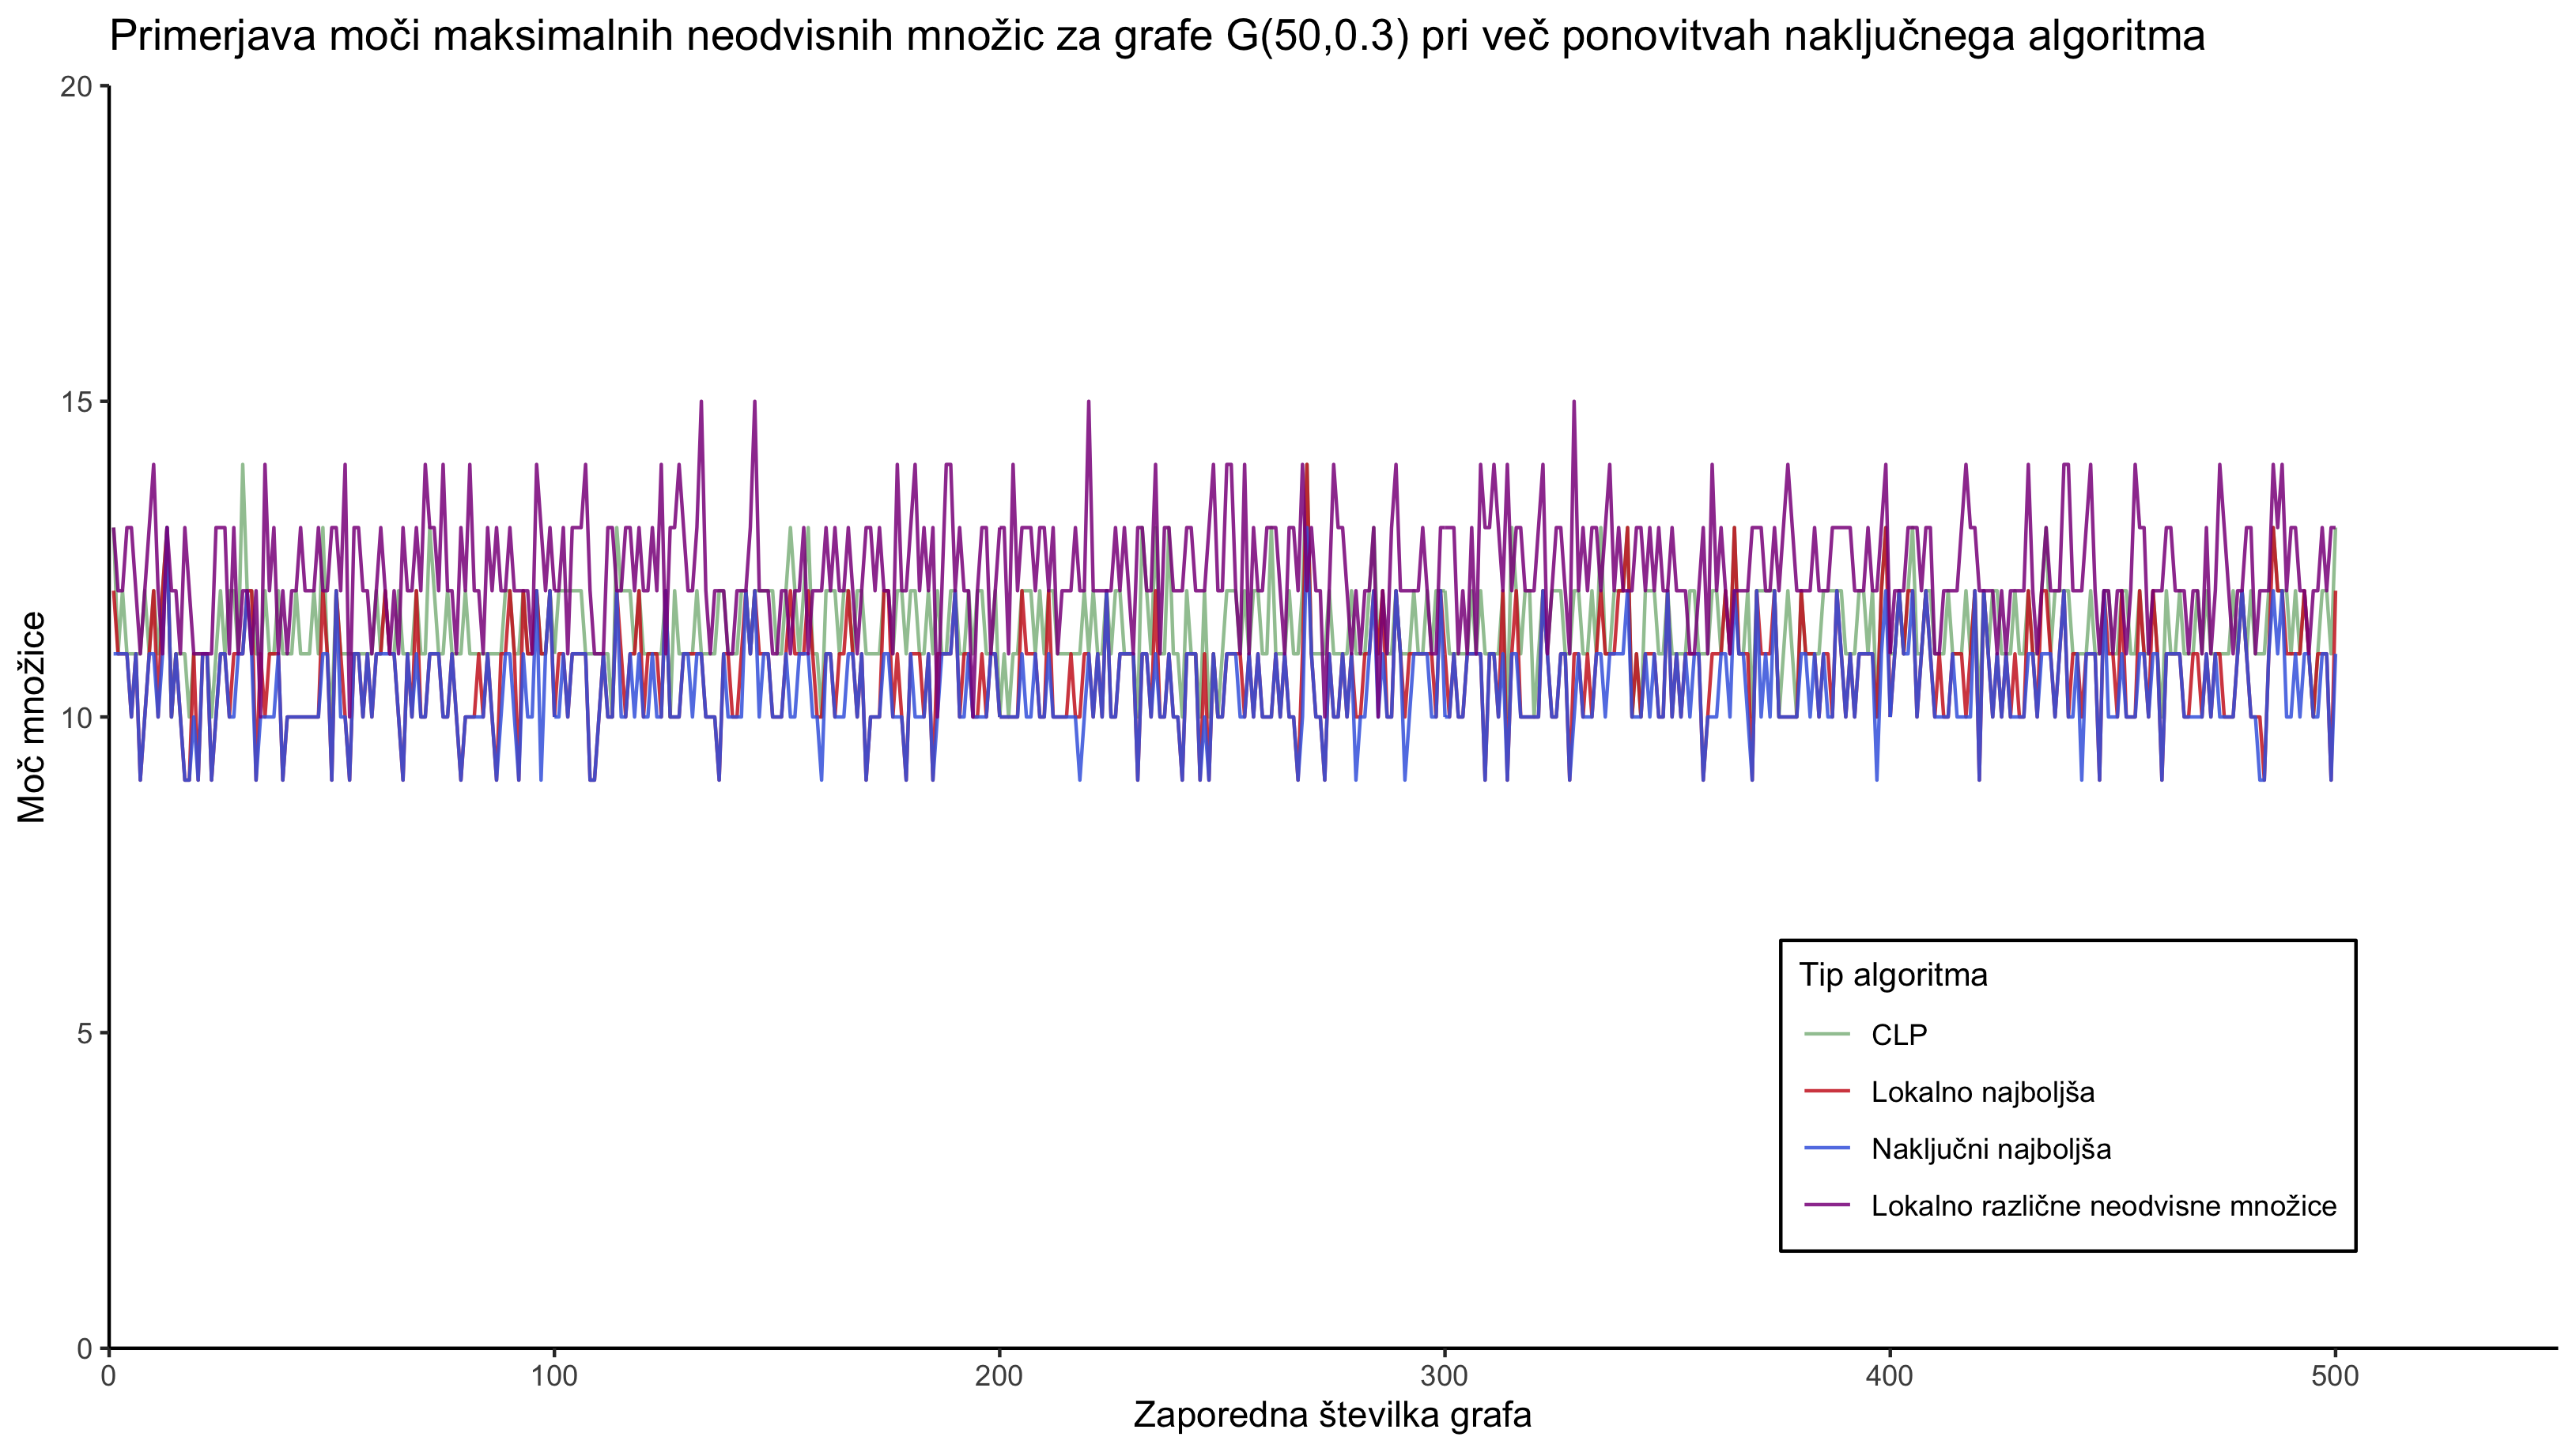 Primerjava moči maksimalnih neodvisnih množic za grafe G(50,0.3) pri več ponovitvah naključnega algoritma
20
15
10
5
0
Moč množice
0 100 200 300 400 500
Zaporedna številka grafa
Tip algoritma
CLP
Lokalno najboljša
Naključni najboljša
Lokalno različne neodvisne množice